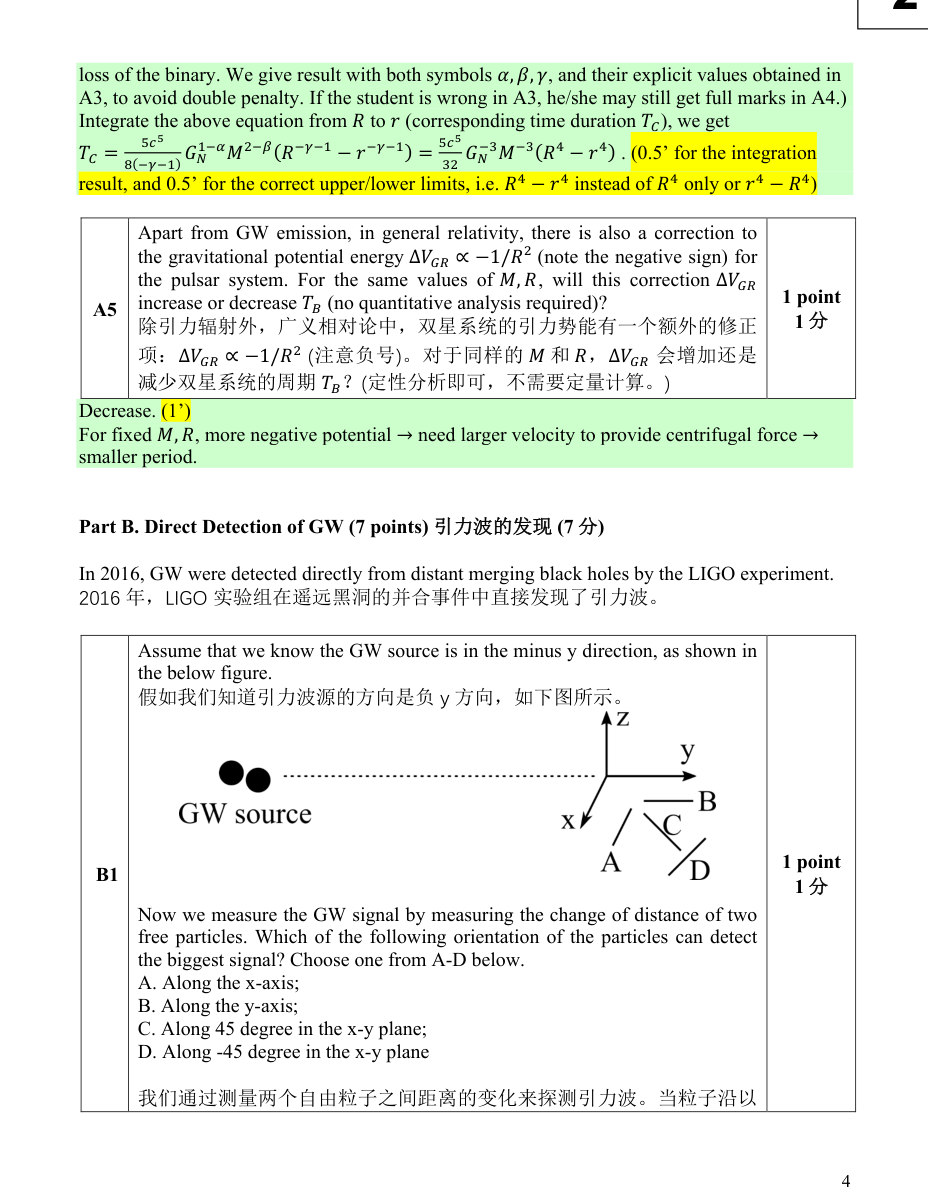 loss of the binary. We give result with both symbols α, β, γ, and their explicit values obtained in
A3, to avoid double penalty. If the student is wrong in A3, he/she may still get full marks in A4.)
Integrate the above equation from R to r (corresponding time duration T_C), we get
T_C = 5c^5/(8(−γ−1)) G_N^{1−α} M^{2−β} (R^{−γ−1} − r^{−γ−1}) = 5c^5/32 G_N^{−3} M^{−3} (R^4 − r^4) . (0.5’ for the integration
result, and 0.5’ for the correct upper/lower limits, i.e. R^4 − r^4 instead of R^4 only or r^4 − R^4)
A5
Apart from GW emission, in general relativity, there is also a correction to
the gravitational potential energy ΔV_GR ∝ −1/R^2 (note the negative sign) for
the pulsar system. For the same values of M, R, will this correction ΔV_GR
increase or decrease T_B (no quantitative analysis required)?
除引力辐射外，广义相对论中，双星系统的引力势能有一个额外的修正
项：ΔV_GR ∝ −1/R^2 (注意负号)。对于同样的 M 和 R，ΔV_GR 会增加还是
减少双星系统的周期 T_B？(定性分析即可，不需要定量计算。)
1 point
1 分
Decrease. (1’)
For fixed M, R, more negative potential → need larger velocity to provide centrifugal force →
smaller period.
Part B. Direct Detection of GW (7 points) 引力波的发现 (7 分)
In 2016, GW were detected directly from distant merging black holes by the LIGO experiment.
2016 年，LIGO 实验组在遥远黑洞的并合事件中直接发现了引力波。
B1
Assume that we know the GW source is in the minus y direction, as shown in
the below figure.
假如我们知道引力波源的方向是负 y 方向，如下图所示。
z
y
x
GW source
A
B
C
D
Now we measure the GW signal by measuring the change of distance of two
free particles. Which of the following orientation of the particles can detect
the biggest signal? Choose one from A-D below.
A. Along the x-axis;
B. Along the y-axis;
C. Along 45 degree in the x-y plane;
D. Along -45 degree in the x-y plane
我们通过测量两个自由粒子之间距离的变化来探测引力波。当粒子沿以
1 point
1 分
4